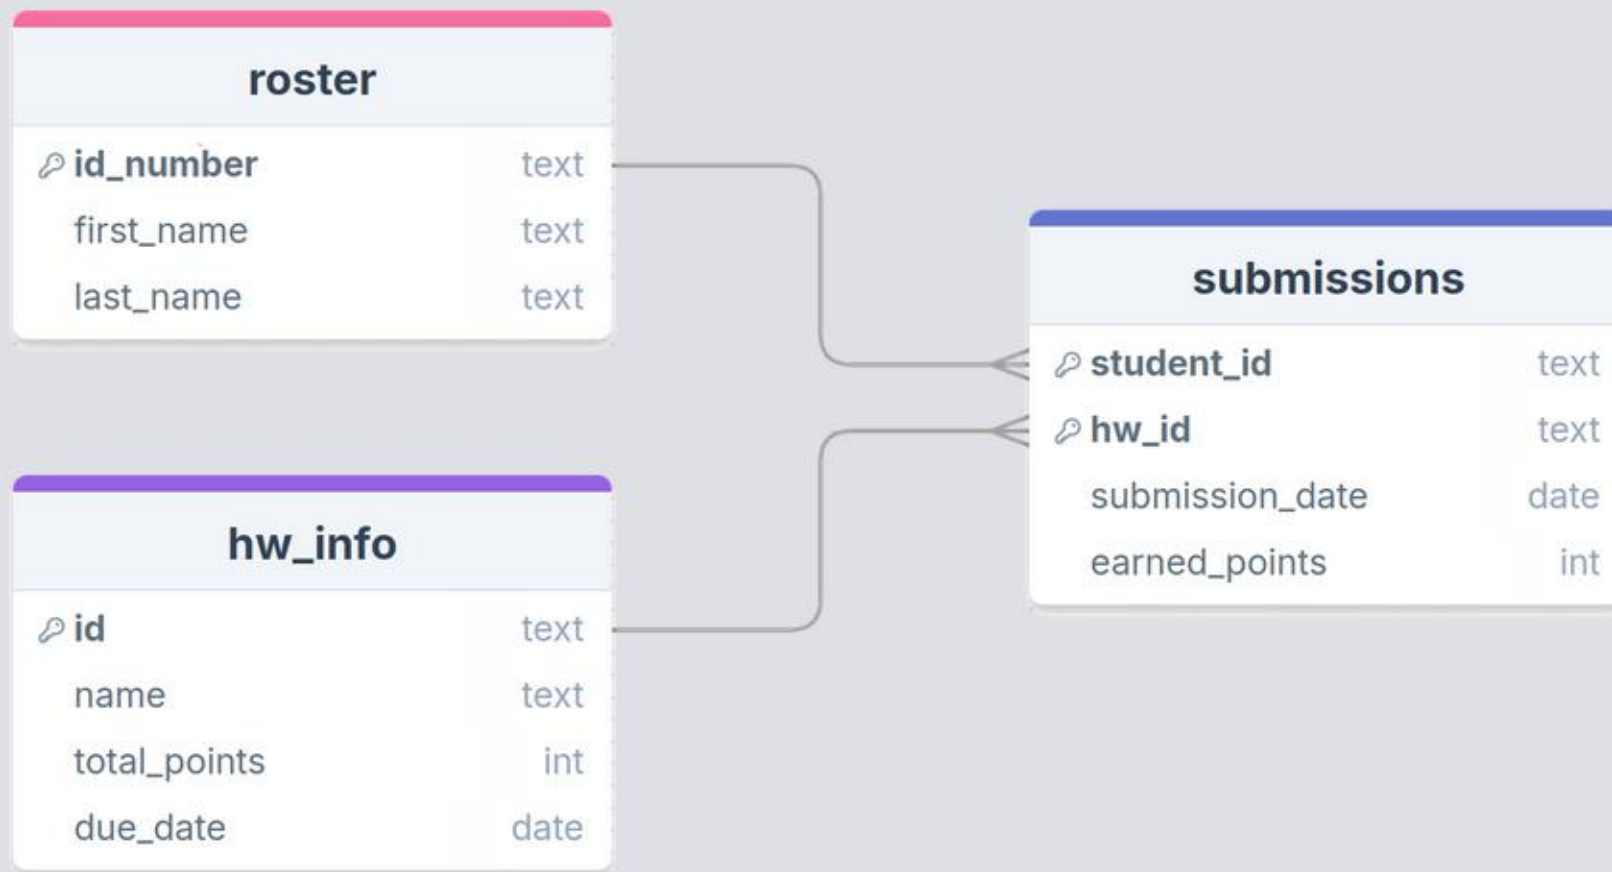 roster
id_number text
first_name text
last_name text
submissions
student_id text
hw_id text
submission_date date
earned_points int
hw_info
id text
name text
total_points int
due_date date